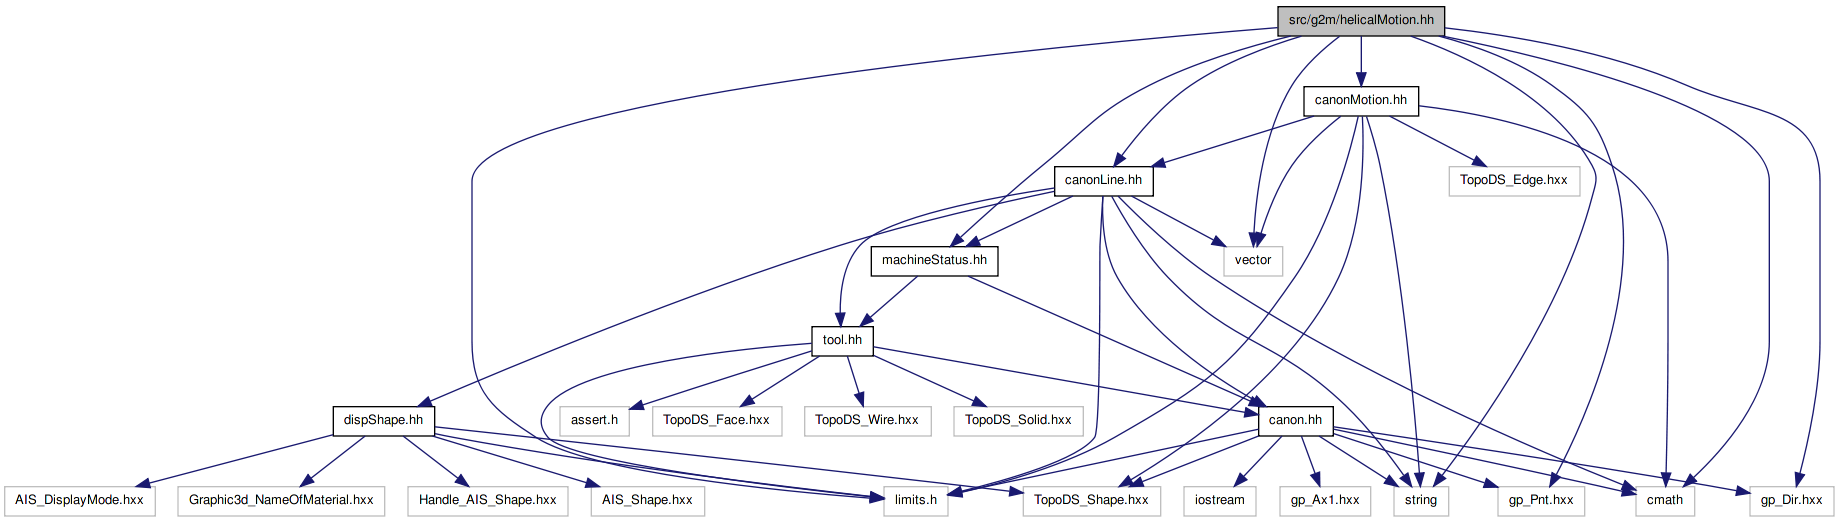 src/g2m/helicalMotion.hh
canonMotion.hh
canonLine.hh
TopoDS_Edge.hxx
machineStatus.hh
vector
tool.hh
dispShape.hh
assert.h
TopoDS_Face.hxx
TopoDS_Wire.hxx
TopoDS_Solid.hxx
canon.hh
AIS_DisplayMode.hxx
Graphic3d_NameOfMaterial.hxx
Handle_AIS_Shape.hxx
AIS_Shape.hxx
limits.h
TopoDS_Shape.hxx
iostream
gp_Ax1.hxx
string
gp_Pnt.hxx
cmath
gp_Dir.hxx